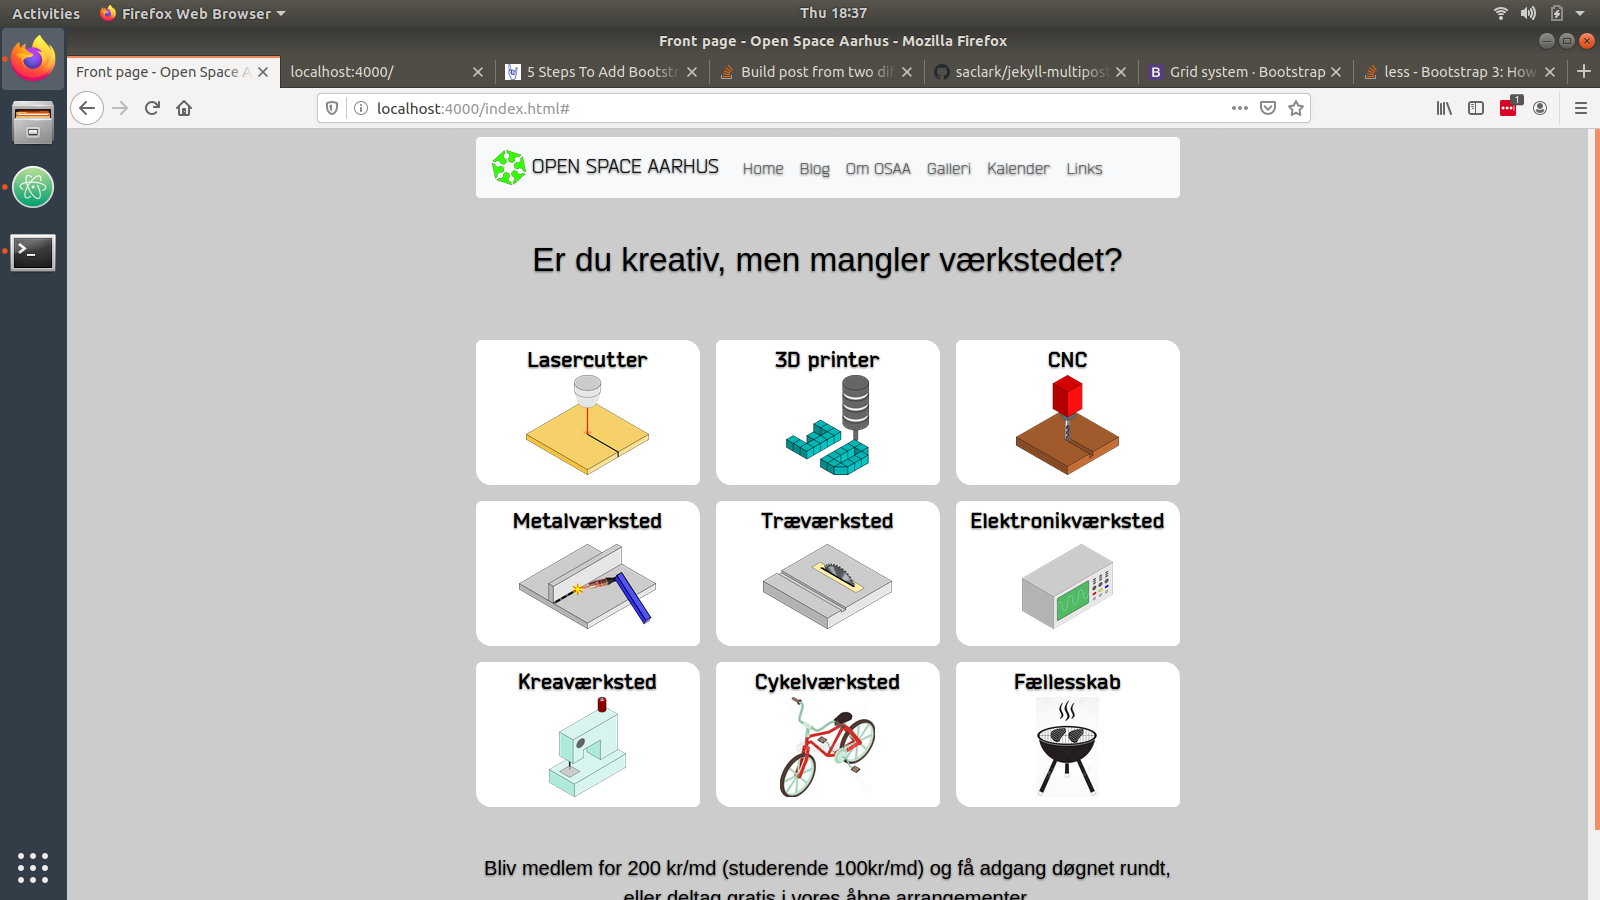 Activities
Firefox Web Browser
Thu 18:37
Front page - Open Space Aarhus - Mozilla Firefox
Front page - Open Space A
localhost:4000/
5 Steps To Add Bootstr
Build post from two dif
saclark/jekyll-multipost
Grid system · Bootstrap
less - Bootstrap 3: How
localhost:4000/index.html#
1
OPEN SPACE AARHUS
Home
Blog
Om OSAA
Galleri
Kalender
Links
Er du kreativ, men mangler værkstedet?
Lasercutter
3D printer
CNC
Metalværksted
Træværksted
Elektronikværksted
Kreaværksted
Cykelværksted
Fællesskab
Bliv medlem for 200 kr/md (studerende 100kr/md) og få adgang døgnet rundt,
eller deltag gratis i vores åbne arrangementer